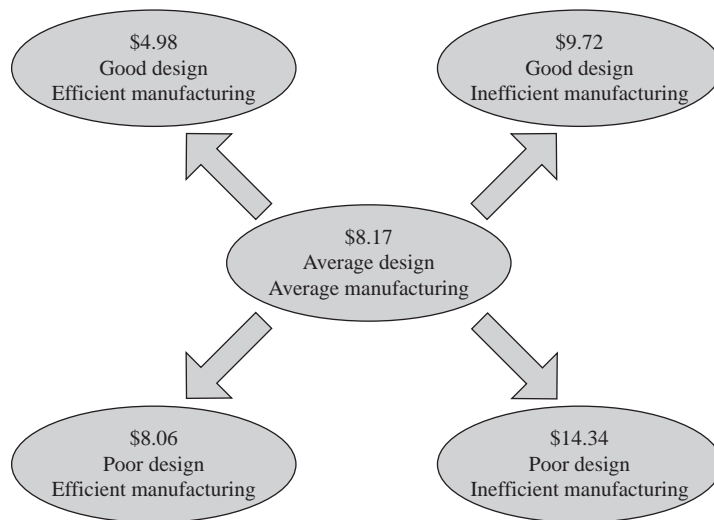 $4.98
Good design
Efficient manufacturing
$9.72
Good design
Inefficient manufacturing
$8.17
Average design
Average manufacturing
$8.06
Poor design
Efficient manufacturing
$14.34
Poor design
Inefficient manufacturing